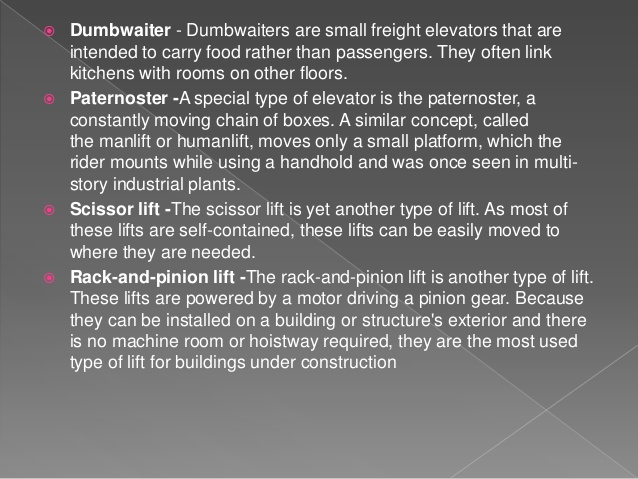 Dumbwaiter - Dumbwaiters are small freight elevators that are
intended to carry food rather than passengers. They often link
kitchens with rooms on other floors.
Paternoster -A special type of elevator is the paternoster, a
constantly moving chain of boxes. A similar concept, called
the manlift or humanlift, moves only a small platform, which the
rider mounts while using a handhold and was once seen in multi-
story industrial plants.
Scissor lift -The scissor lift is yet another type of lift. As most of
these lifts are self-contained, these lifts can be easily moved to
where they are needed.
Rack-and-pinion lift -The rack-and-pinion lift is another type of lift.
These lifts are powered by a motor driving a pinion gear. Because
they can be installed on a building or structure's exterior and there
is no machine room or hoistway required, they are the most used
type of lift for buildings under construction